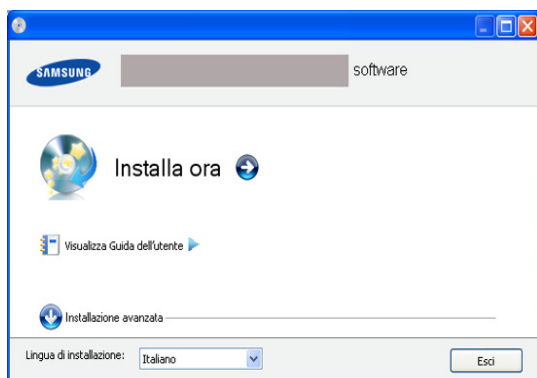 SAMSUNG
software
Installa ora
Visualizza Guida dell'utente
Installazione avanzata
Lingua di installazione: Italiano
Esci